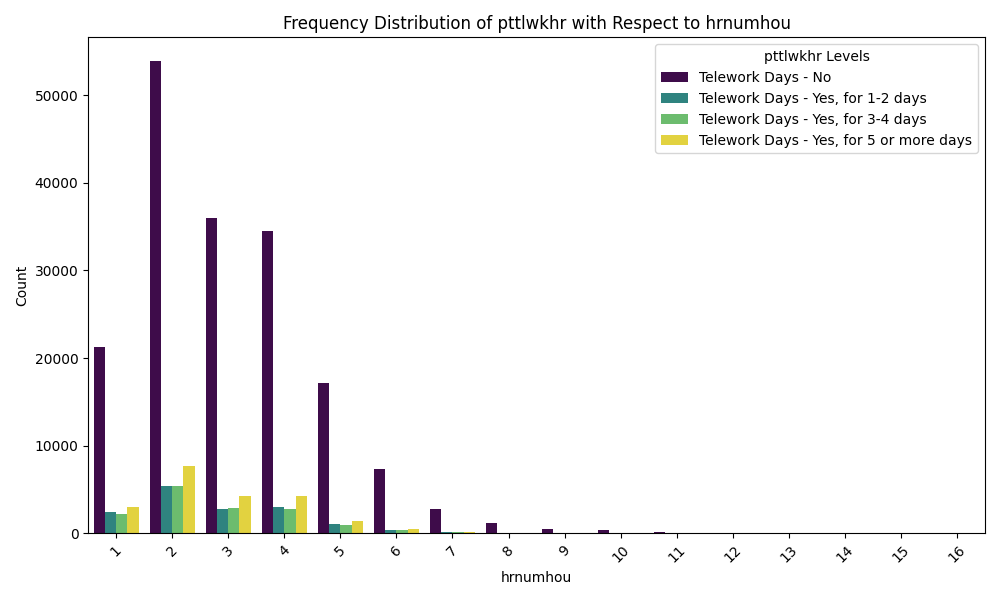 Frequency Distribution of pttlwkhr with Respect to hrnumhou
pttlwkhr Levels
Telework Days - No
Telework Days - Yes, for 1-2 days
Telework Days - Yes, for 3-4 days
Telework Days - Yes, for 5 or more days
Count
50000
40000
30000
20000
10000
0
1 2 3 4 5 6 7 8 9 10 11 12 13 14 15 16
hrnumhou